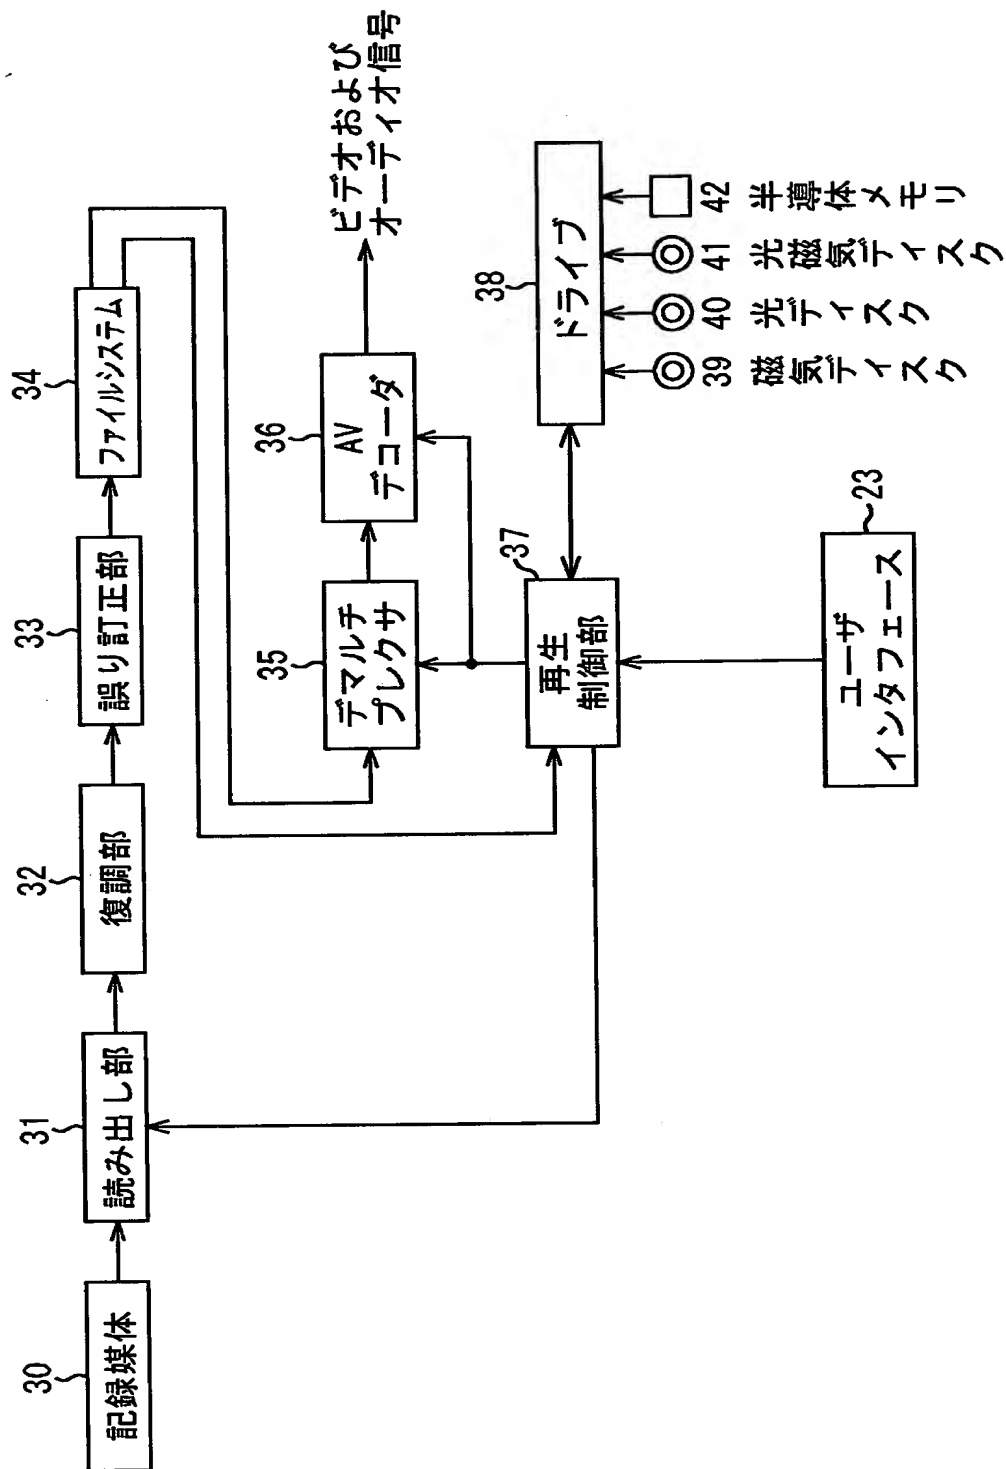 30
記録媒体
31
読み出し部
32
復調部
33
誤り訂正部
34
ファイルシステム
35
デマルチ
プレクサ
36
AV
デコーダ
ビデオおよび
オーディオ信号
37
再生
制御部
38
ドライブ
39
磁気ディスク
40
光ディスク
41
光磁気ディスク
42
半導体メモリ
23
ユーザ
インタフェース